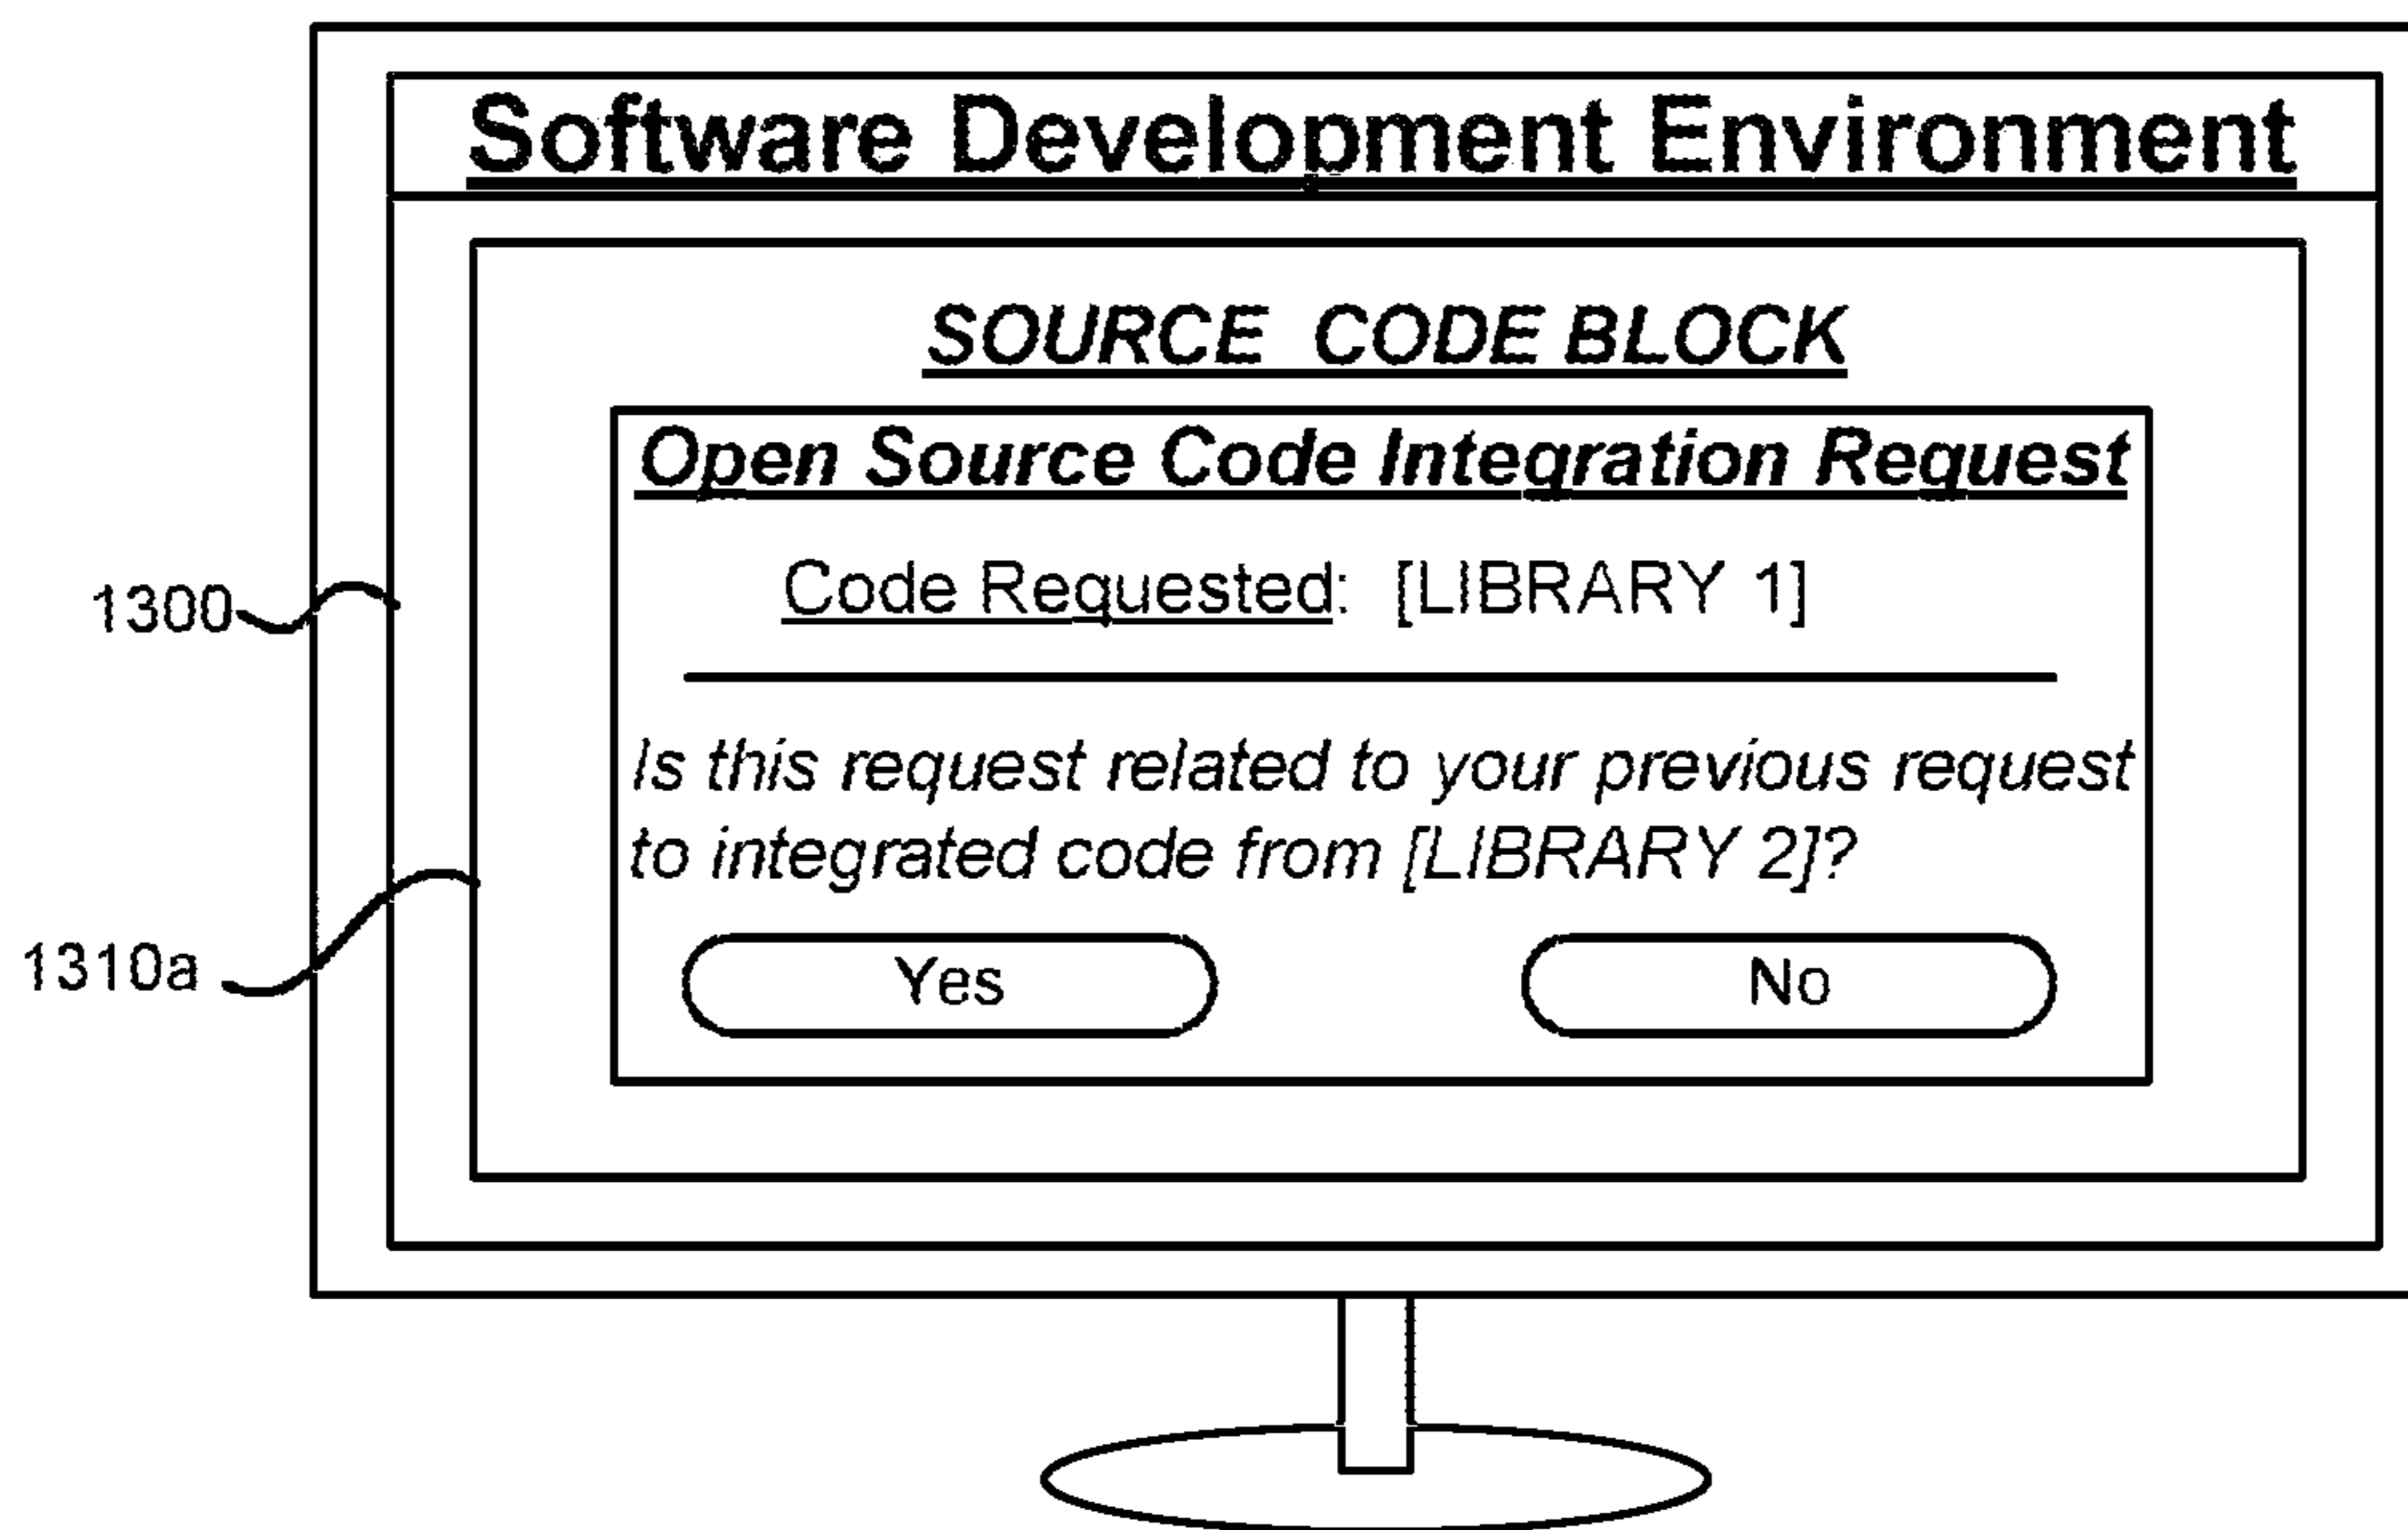 Software Development Environment
SOURCE CODE BLOCK
Open Source Code Integration Request
Code Requested: [LIBRARY 1]
1300
Is this request related to your previous request
to integrated code from [LIBRARY 2]?
1310a
Yes
No